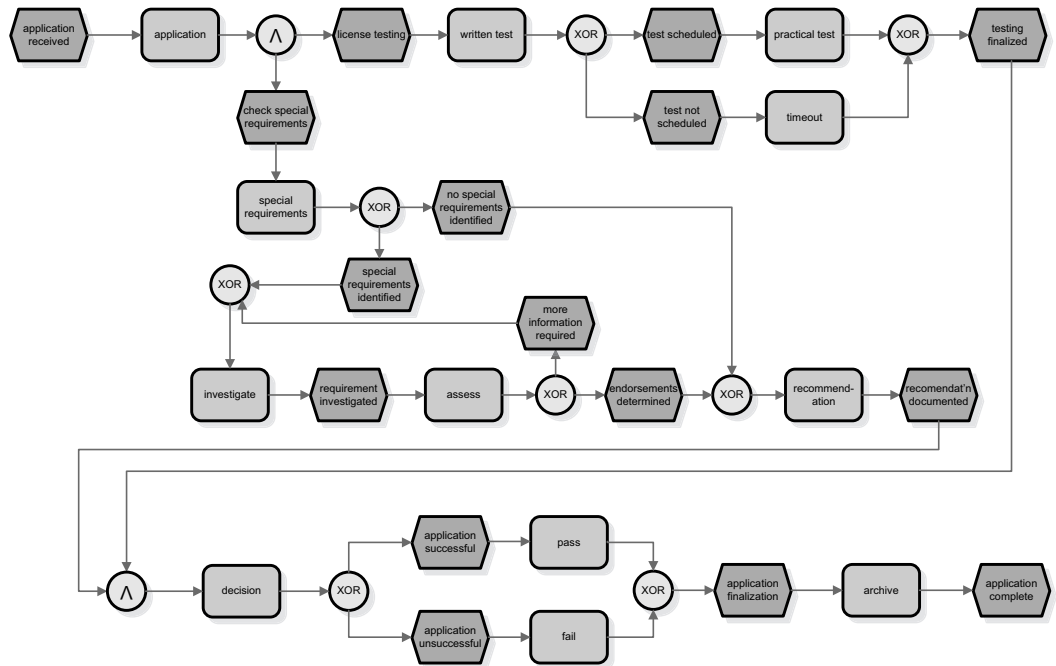 application
received
application
Λ
license testing
written test
XOR
test scheduled
practical test
XOR
testing
finalized
check special
requirements
test not
scheduled
timeout
special
requirements
XOR
no special
requirements
identified
XOR
special
requirements
identified
more
information
required
investigate
requirement
investigated
assess
XOR
endorsements
determined
XOR
recommend-
ation
recomendat'n
documented
application
successful
pass
Λ
decision
XOR
XOR
application
finalization
archive
application
complete
application
unsuccessful
fail